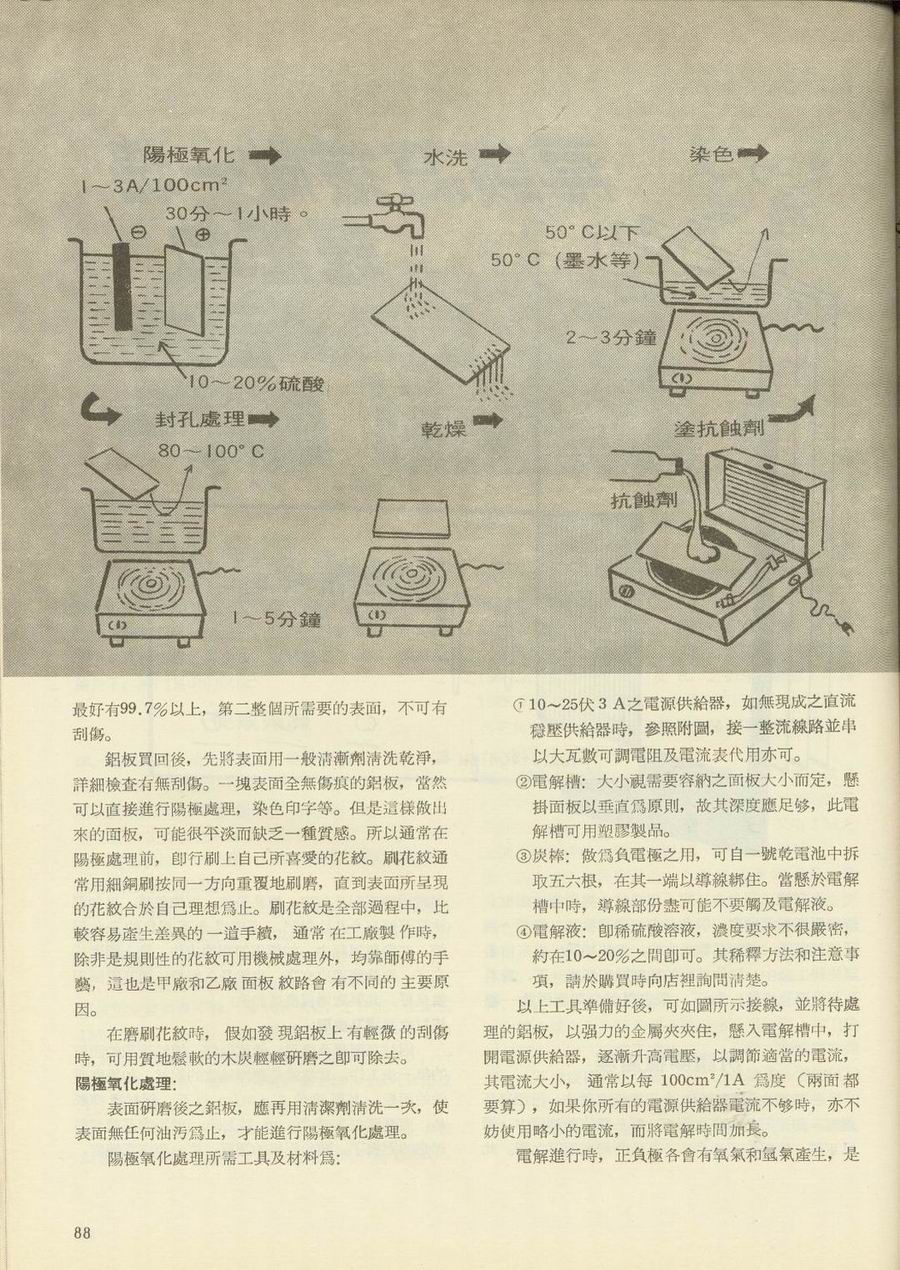 陽極氧化
水洗
染色
1～3A/100cm²
30分～1小時。
⊖
⊕
50°C以下
50°C（墨水等）
2～3分鐘
10～20%硫酸
封孔處理
乾燥
塗抗蝕劑
80～100°C
抗蝕劑
1～5分鐘
最好有99.7%以上，第二整個所需要的表面，不可有
刮傷。
鋁板買回後，先將表面用一般清漸劑清洗乾淨，
詳細檢查有無刮傷。一塊表面全無傷痕的鋁板，當然
可以直接進行陽極處理，染色印字等。但是這樣做出
來的面板，可能很平淡而缺乏一種質感。所以通常在
陽極處理前，卽行刷上自己所喜愛的花紋。刷花紋通
常用細銅刷按同一方向重覆地刷磨，直到表面所呈現
的花紋合於自己理想爲止。刷花紋是全部過程中，比
較容易產生差異的一道手續，通常在工廠製作時，
除非是規則性的花紋可用機械處理外，均靠師傅的手
藝，這也是甲廠和乙廠面板紋路會有不同的主要原
因。
在磨刷花紋時，假如發現鋁板上有輕微的刮傷
時，可用質地鬆軟的木炭輕輕研磨之卽可除去。
陽極氧化處理：
表面研磨後之鋁板，應再用清潔劑清洗一次，使
表面無任何油汚爲止，才能進行陽極氧化處理。
陽極氧化處理所需工具及材料爲：
①10～25伏3A之電源供給器，如無現成之直流
穩壓供給器時，參照附圖，接一整流線路並串
以大瓦數可調電阻及電流表代用亦可。
②電解槽：大小視需要容納之面板大小而定，懸
掛面板以垂直爲原則，故其深度應足够，此電
解槽可用塑膠製品。
③炭棒：做爲負電極之用，可自一號乾電池中拆
取五六根，在其一端以導線綁住。當懸於電解
槽中時，導線部份盡可能不要觸及電解液。
④電解液：卽稀硫酸溶液，濃度要求不很嚴密，
約在10～20%之間卽可。其稀釋方法和注意事
項，請於購買時向店裡詢問清楚。
以上工具準備好後，可如圖所示接線，並將待處
理的鋁板，以强力的金屬夾夾住，懸入電解槽中，打
開電源供給器，逐漸升高電壓，以調節適當的電流，
其電流大小，通常以每 100cm²/1A 爲度（兩面都
要算），如果你所有的電源供給器電流不够時，亦不
妨使用略小的電流，而將電解時間加長。
電解進行時，正負極各會有氧氣和氫氣產生，是
88